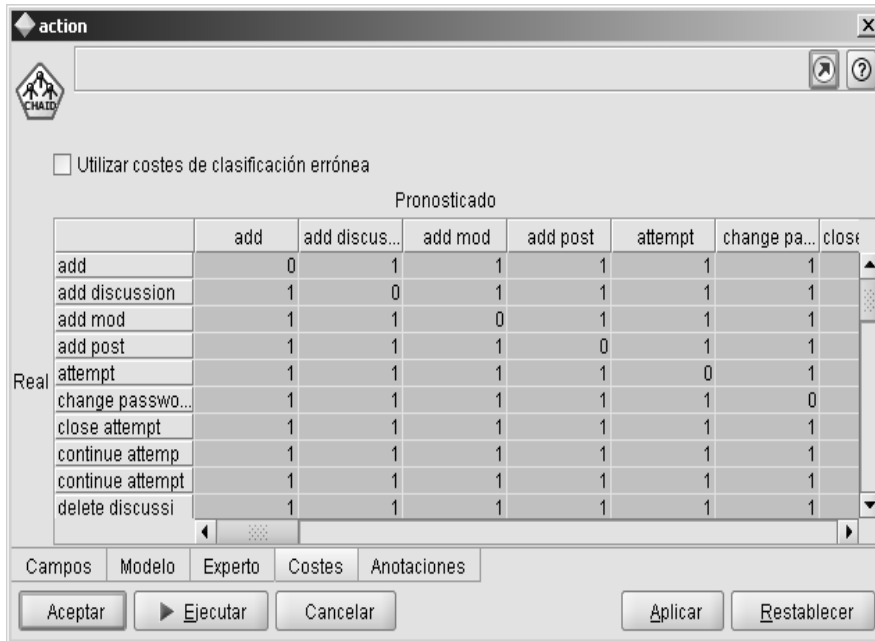 action
CHAID
Utilizar costes de clasificación errónea
Pronosticado
add add discus... add mod add post attempt change pa... close
add 0 1 1 1 1 1
add discussion 1 0 1 1 1 1
add mod 1 1 0 1 1 1
add post 1 1 1 0 1 1
Real
attempt 1 1 1 1 0 1
change passwo... 1 1 1 1 1 0
close attempt 1 1 1 1 1 1
continue attemp 1 1 1 1 1 1
continue attempt 1 1 1 1 1 1
delete discussi 1 1 1 1 1 1
Campos Modelo Experto Costes Anotaciones
Aceptar Ejecutar Cancelar Aplicar Restablecer